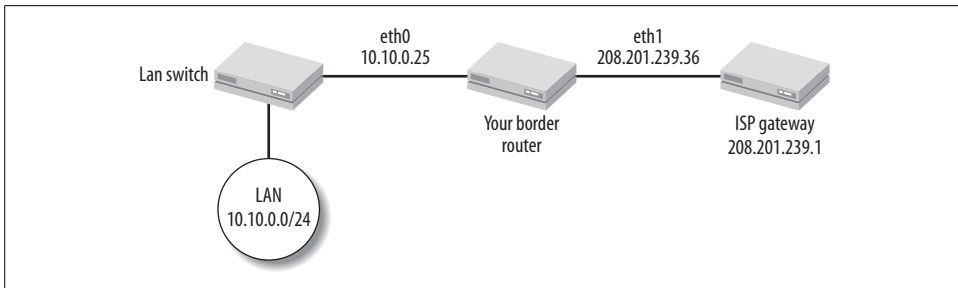 eth0
10.10.0.25
eth1
208.201.239.36
Lan switch
Your border
router
ISP gateway
208.201.239.1
LAN
10.10.0.0/24